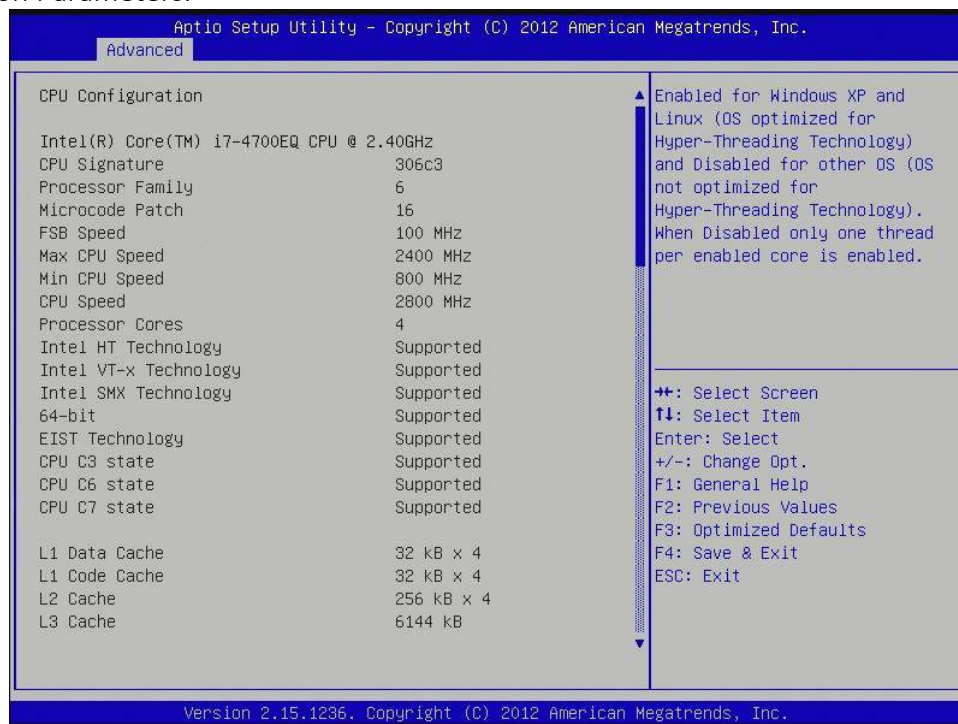 Aptio Setup Utility – Copyright (C) 2012 American Megatrends, Inc.
Advanced
CPU Configuration
Intel(R) Core(TM) i7-4700EQ CPU @ 2.40GHz
CPU Signature 306c3
Processor Family 6
Microcode Patch 16
FSB Speed 100 MHz
Max CPU Speed 2400 MHz
Min CPU Speed 800 MHz
CPU Speed 2800 MHz
Processor Cores 4
Intel HT Technology Supported
Intel VT-x Technology Supported
Intel SMX Technology Supported
64-bit Supported
EIST Technology Supported
CPU C3 state Supported
CPU C6 state Supported
CPU C7 state Supported
L1 Data Cache 32 kB x 4
L1 Code Cache 32 kB x 4
L2 Cache 256 kB x 4
L3 Cache 6144 kB
Enabled for Windows XP and
Linux (OS optimized for
Hyper-Threading Technology)
and Disabled for other OS (OS
not optimized for
Hyper-Threading Technology).
When Disabled only one thread
per enabled core is enabled.
→←: Select Screen
↑↓: Select Item
Enter: Select
+/-: Change Opt.
F1: General Help
F2: Previous Values
F3: Optimized Defaults
F4: Save & Exit
ESC: Exit
Version 2.15.1236. Copyright (C) 2012 American Megatrends, Inc.